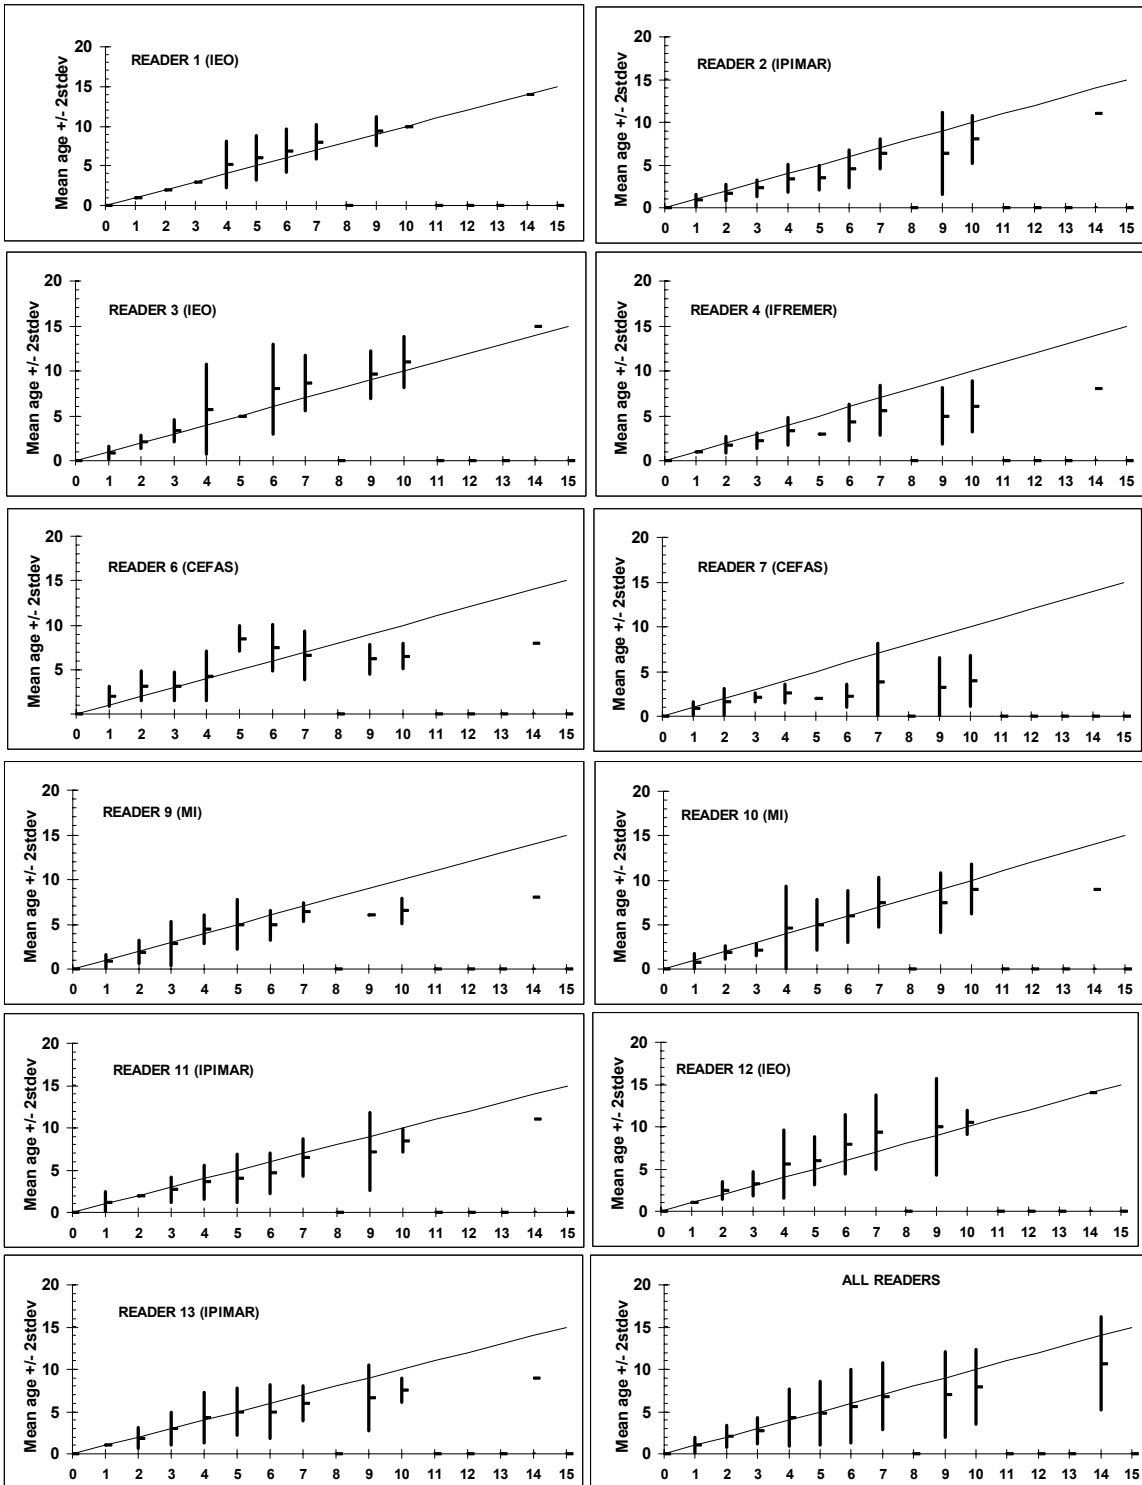 Mean age +/- 2stdev
READER 1 (IEO)
20
15
10
5
0
0 1 2 3 4 5 6 7 8 9 10 11 12 13 14 15
Mean age +/- 2stdev
READER 2 (IPIMAR)
20
15
10
5
0
0 1 2 3 4 5 6 7 8 9 10 11 12 13 14 15
Mean age +/- 2stdev
READER 3 (IEO)
20
15
10
5
0
0 1 2 3 4 5 6 7 8 9 10 11 12 13 14 15
Mean age +/- 2stdev
READER 4 (IFREMER)
20
15
10
5
0
0 1 2 3 4 5 6 7 8 9 10 11 12 13 14 15
Mean age +/- 2stdev
READER 6 (CEFAS)
20
15
10
5
0 1 2 3 4 5 6 7 8 9 10 11 12 13 14 15
Mean age +/- 2stdev
READER 7 (CEFAS)
20
15
10
5
0
0 1 2 3 4 5 6 7 8 9 10 11 12 13 14 15
Mean age +/- 2stdev
READER 9 (MI)
20
15
10
5
0
0 1 2 3 4 5 6 7 8 9 10 11 12 13 14 15
Mean age +/- 2stdev
READER 10 (MI)
20
15
10
5
0
0 1 2 3 4 5 6 7 8 9 10 11 12 13 14 15
Mean age +/- 2stdev
READER 11 (IPIMAR)
20
15
10
5
0
0 1 2 3 4 5 6 7 8 9 10 11 12 13 14 15
Mean age +/- 2stdev
READER 12 (IEO)
20
15
10
5
0
0 1 2 3 4 5 6 7 8 9 10 11 12 13 14 15
Mean age +/- 2stdev
READER 13 (IPIMAR)
20
15
10
5
0
0 1 2 3 4 5 6 7 8 9 10 11 12 13 14 15
Mean age +/- 2stdev
ALL READERS
20
15
10
5
0
0 1 2 3 4 5 6 7 8 9 10 11 12 13 14 15